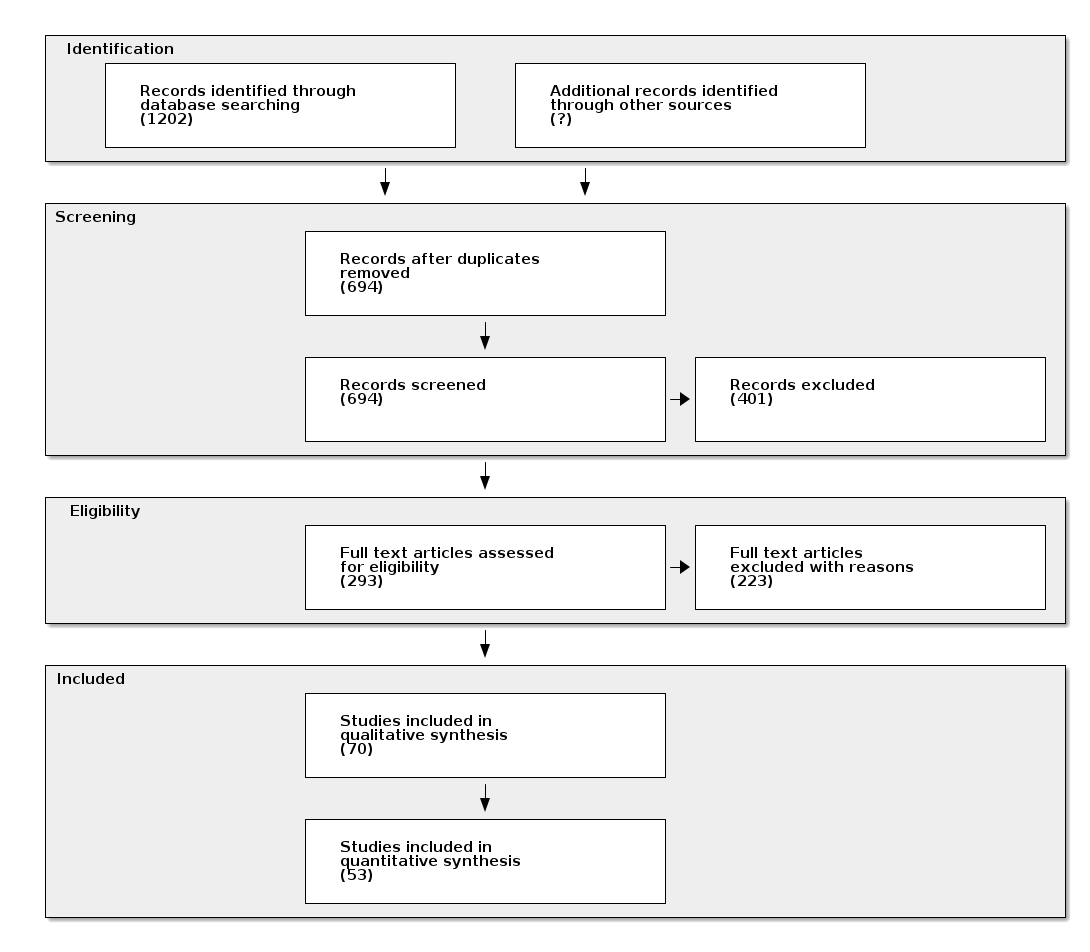 Identification
Records identified through
database searching
(1202)
Additional records identified
through other sources
(?)
Screening
Records after duplicates
removed
(694)
Records screened
(694)
Records excluded
(401)
Eligibility
Full text articles assessed
for eligibility
(293)
Full text articles
excluded with reasons
(223)
Included
Studies included in
qualitative synthesis
(70)
Studies included in
quantitative synthesis
(53)